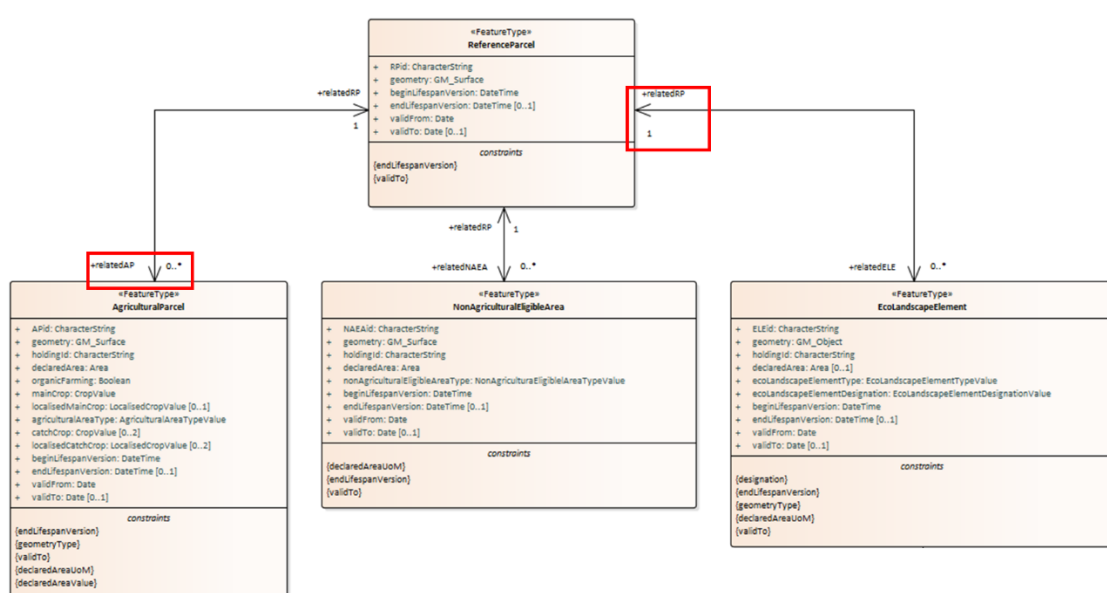 «FeatureType»
ReferenceParcel
+ RPid: CharacterString
+ geometry: GM_Surface
+ beginLifespanVersion: DateTime
+ endLifespanVersion: DateTime [0..1]
+ validFrom: Date
+ validTo: Date [0..1]
constraints
{endLifespanVersion}
{validTo}
+relatedRP
1
+relatedRP
1
+relatedRP
1
+relatedAP
0..*
+relatedNAEA
0..*
+relatedELE
0..*
«FeatureType»
AgriculturalParcel
+ APid: CharacterString
+ geometry: GM_Surface
+ holdingId: CharacterString
+ declaredArea: Area
+ organicFarming: Boolean
+ mainCrop: CropValue
+ localisedMainCrop: LocalisedCropValue [0..1]
+ agriculturalAreaType: AgriculturalAreaTypeValue
+ catchCrop: CropValue [0..2]
+ localisedCatchCrop: LocalisedCropValue [0..2]
+ beginLifespanVersion: DateTime
+ endLifespanVersion: DateTime [0..1]
+ validFrom: Date
+ validTo: Date [0..1]
constraints
{endLifespanVersion}
{geometryType}
{validTo}
{declaredAreaUoM}
{declaredAreaValue}
«FeatureType»
NonAgriculturalEligibleArea
+ NAEAid: CharacterString
+ geometry: GM_Surface
+ holdingId: CharacterString
+ declaredArea: Area
+ nonAgriculturalEligibleAreaType: NonAgriculturaEligiblelAreaTypeValue
+ beginLifespanVersion: DateTime
+ endLifespanVersion: DateTime [0..1]
+ validFrom: Date
+ validTo: Date [0..1]
constraints
{declaredAreaUoM}
{endLifespanVersion}
{validTo}
«FeatureType»
EcoLandscapeElement
+ ELEid: CharacterString
+ geometry: GM_Object
+ holdingId: CharacterString
+ declaredArea: Area [0..1]
+ ecoLandscapeElementType: EcoLandscapeElementTypeValue
+ ecoLandscapeElementDesignation: EcoLandscapeElementDesignationValue
+ beginLifespanVersion: DateTime
+ endLifespanVersion: DateTime [0..1]
+ validFrom: Date
+ validTo: Date [0..1]
constraints
{designation}
{endLifespanVersion}
{geometryType}
{declaredAreaUoM}
{validTo}